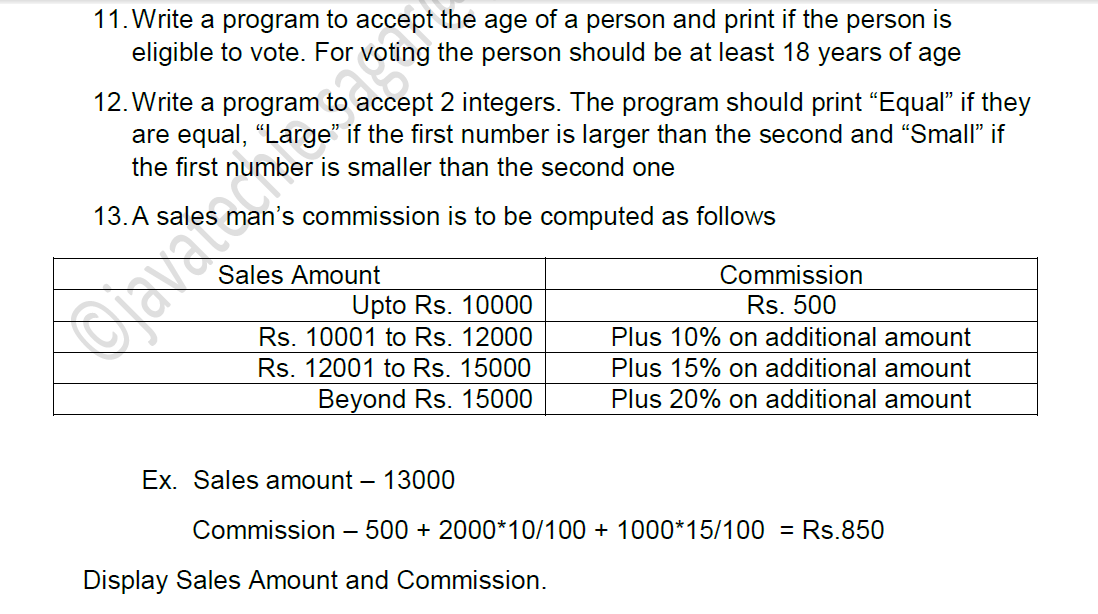 11. Write a program to accept the age of a person and print if the person is
eligible to vote. For voting the person should be at least 18 years of age
12. Write a program to accept 2 integers. The program should print “Equal” if they
are equal, “Large” if the first number is larger than the second and “Small” if
the first number is smaller than the second one
13. A sales man’s commission is to be computed as follows
Sales Amount Commission
Upto Rs. 10000 Rs. 500
Rs. 10001 to Rs. 12000 Plus 10% on additional amount
Rs. 12001 to Rs. 15000 Plus 15% on additional amount
Beyond Rs. 15000 Plus 20% on additional amount
Ex. Sales amount – 13000
Commission – 500 + 2000*10/100 + 1000*15/100 = Rs.850
Display Sales Amount and Commission.